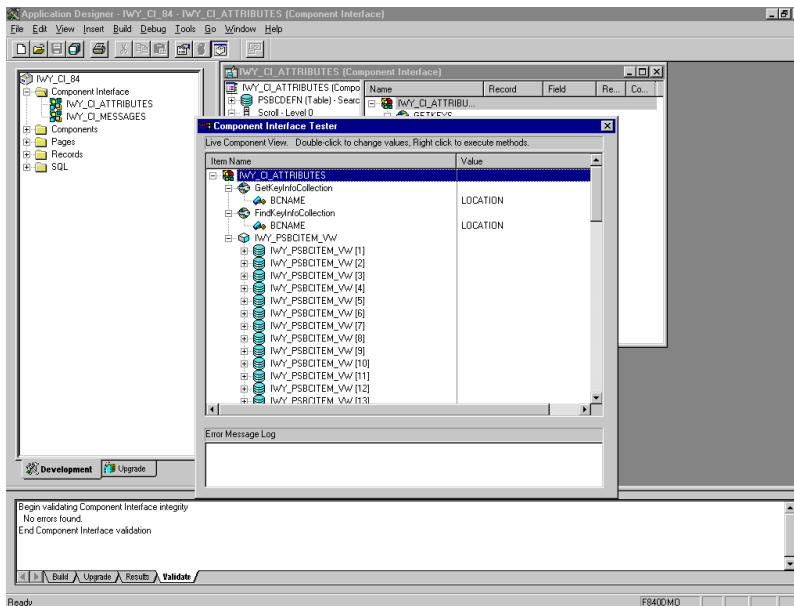 Application Designer - IWY_CI_84 - IWY_CI_ATTRIBUTES (Component Interface)
File Edit View Insert Build Debug Tools Go Window Help
IWY_CI_84
Component Interface
IWY_CI_ATTRIBUTES
IWY_CI_MESSAGES
Components
Pages
Records
SQL
Development
Upgrade
IWY_CI_ATTRIBUTES (Component Interface)
IWY_CI_ATTRIBUTES (Compo
PSBCDEFN (Table) - Searc
Scroll - Level 0
Name Record Field Re... Co...
IWY_CI_ATTRIBU...
GETKEYS
Component Interface Tester
Live Component View. Double-click to change values, Right click to execute methods.
Item Name Value
IWY_CI_ATTRIBUTES
GetKeyInfoCollection
BCNAME LOCATION
FindKeyInfoCollection
BCNAME LOCATION
IWY_PSBCITEM_VW
IWY_PSBCITEM_VW [1]
IWY_PSBCITEM_VW [2]
IWY_PSBCITEM_VW [3]
IWY_PSBCITEM_VW [4]
IWY_PSBCITEM_VW [5]
IWY_PSBCITEM_VW [6]
IWY_PSBCITEM_VW [7]
IWY_PSBCITEM_VW [8]
IWY_PSBCITEM_VW [9]
IWY_PSBCITEM_VW [10]
IWY_PSBCITEM_VW [11]
IWY_PSBCITEM_VW [12]
IWY_PSBCITEM_VW [13]
Error Message Log
Begin validating Component Interface integrity
No errors found.
End Component Interface validation
Build Upgrade Results Validate
Ready F840DMO